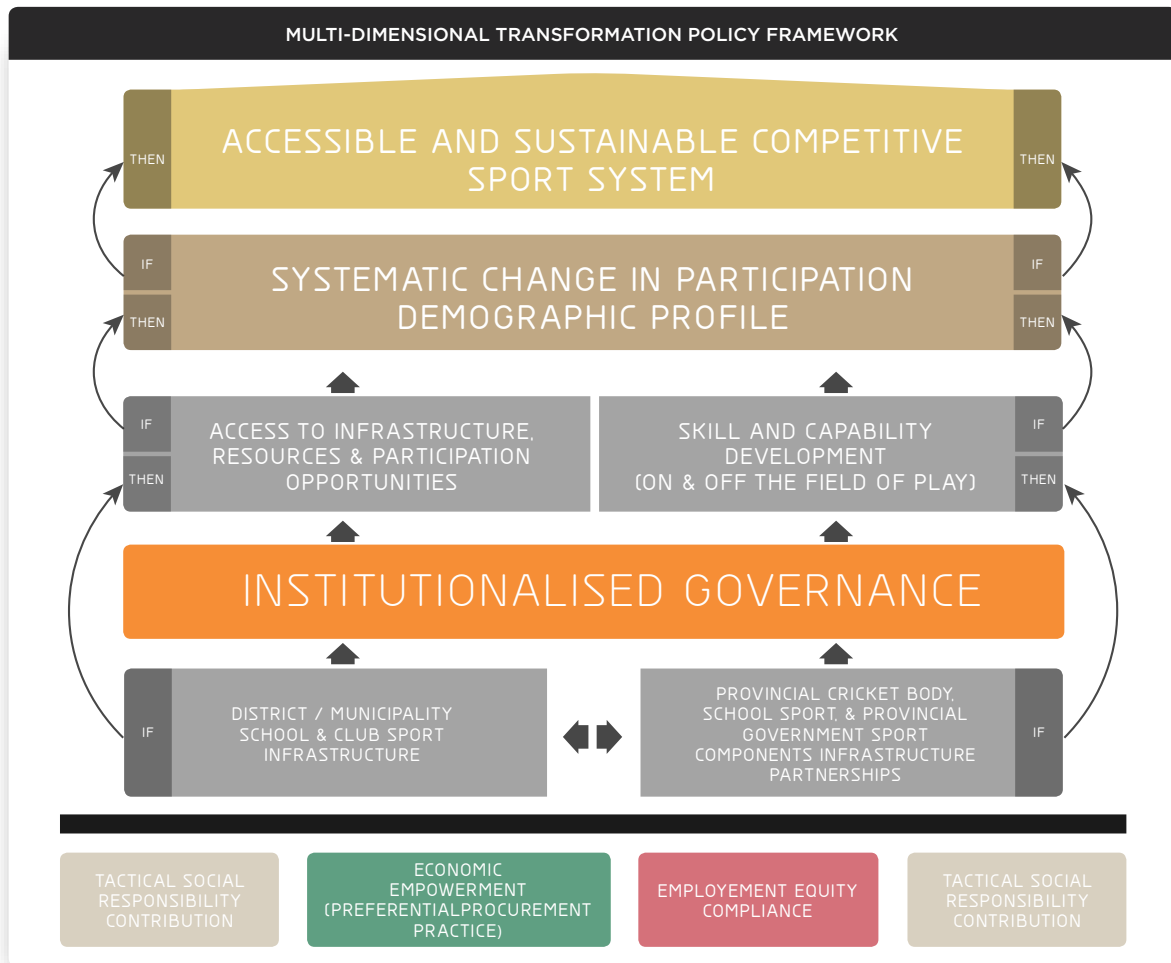 MULTI-DIMENSIONAL TRANSFORMATION POLICY FRAMEWORK
THEN
ACCESSIBLE AND SUSTAINABLE COMPETITIVE
SPORT SYSTEM
THEN
IF
THEN
SYSTEMATIC CHANGE IN PARTICIPATION
DEMOGRAPHIC PROFILE
IF
THEN
IF
THEN
ACCESS TO INFRASTRUCTURE,
RESOURCES & PARTICIPATION
OPPORTUNITIES
SKILL AND CAPABILITY
DEVELOPMENT
(ON & OFF THE FIELD OF PLAY)
IF
THEN
INSTITUTIONALISED GOVERNANCE
IF
DISTRICT / MUNICIPALITY
SCHOOL & CLUB SPORT
INFRASTRUCTURE
PROVINCIAL CRICKET BODY,
SCHOOL SPORT, & PROVINCIAL
GOVERNMENT SPORT
COMPONENTS INFRASTRUCTURE
PARTNERSHIPS
IF
TACTICAL SOCIAL
RESPONSIBILITY
CONTRIBUTION
ECONOMIC
EMPOWERMENT
(PREFERENTIALPROCUREMENT
PRACTICE)
EMPLOYEMENT EQUITY
COMPLIANCE
TACTICAL SOCIAL
RESPONSIBILITY
CONTRIBUTION